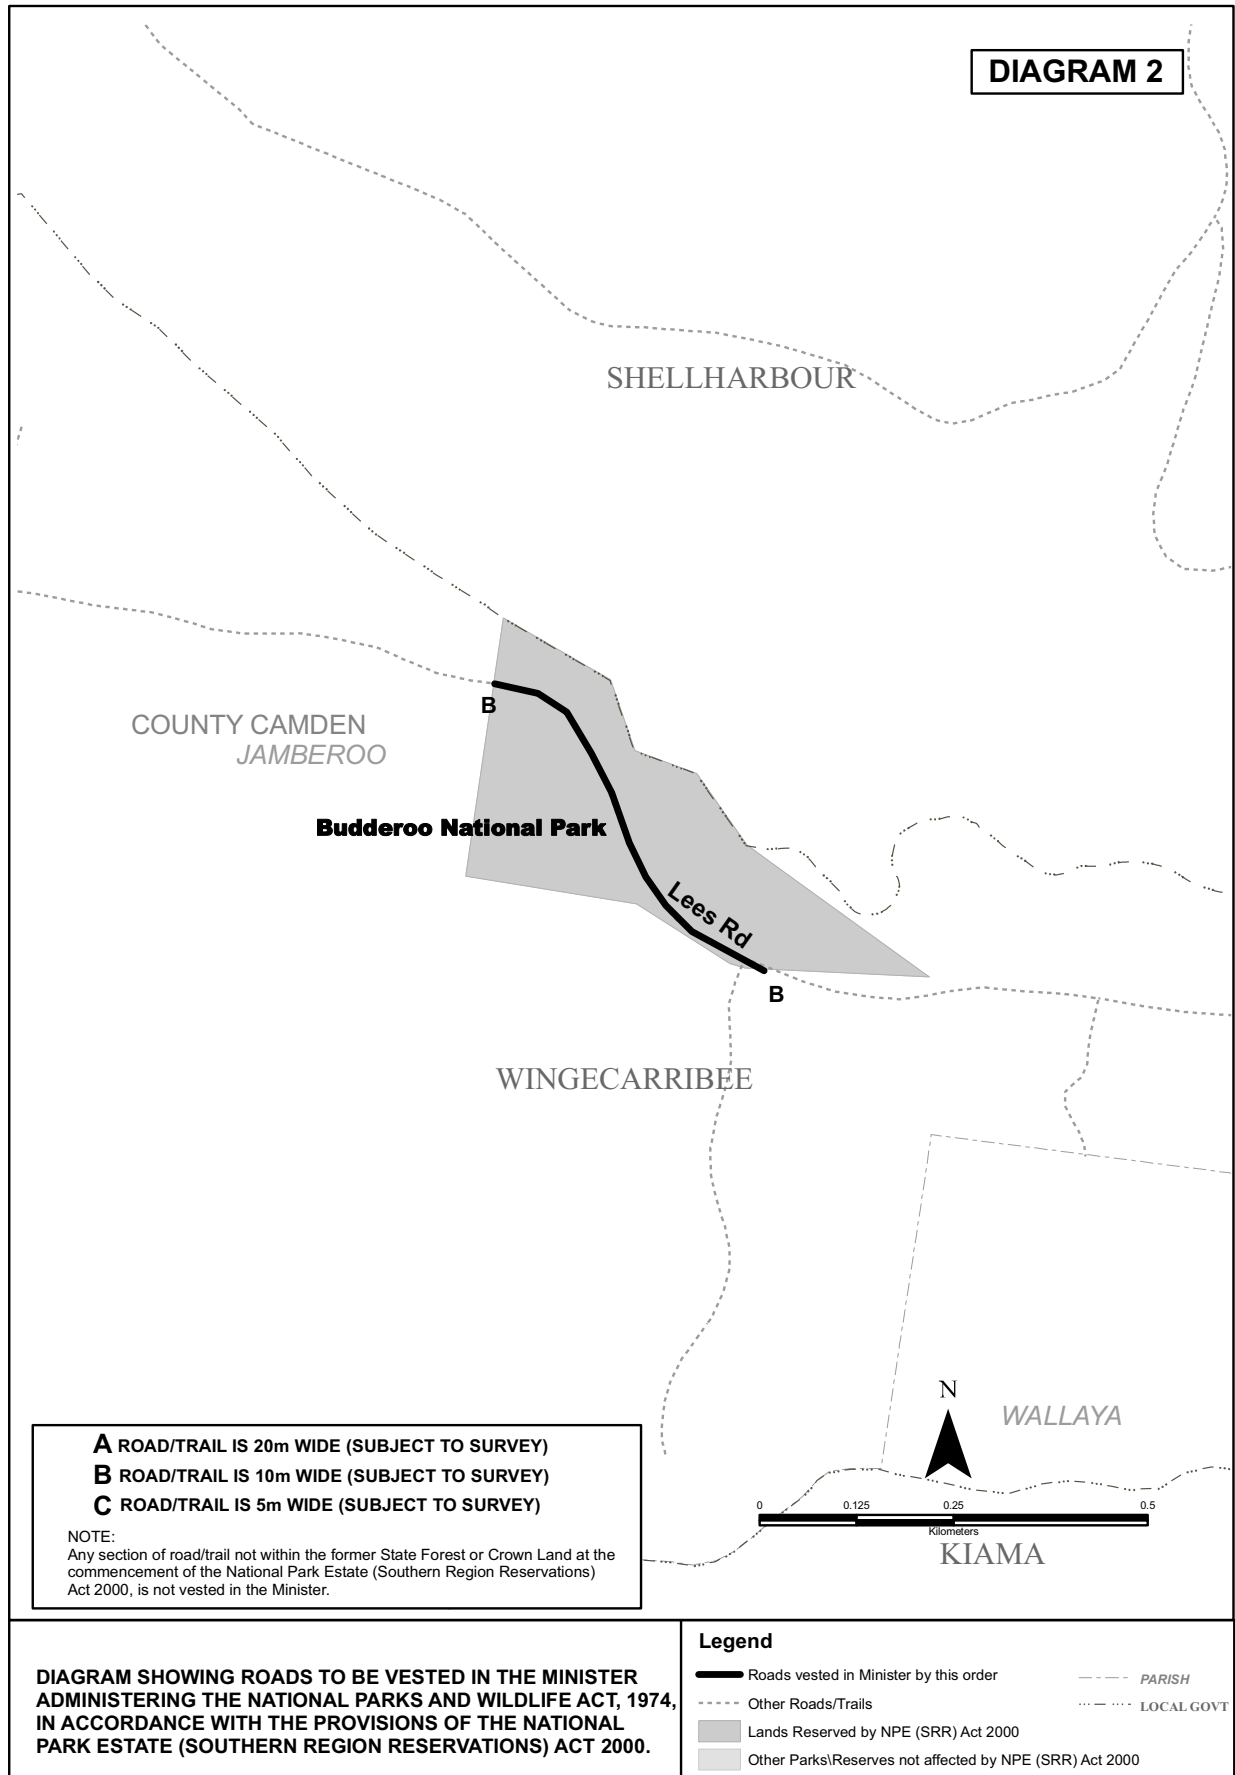 DIAGRAM 2
SHELLHARBOUR
B
COUNTY CAMDEN
JAMBEROO
Budderoo National Park
Lees Rd
B
WINGECARRIBEE
N
WALLAYA
0 0.125 0.25 0.5
Kilometers
KIAMA
A ROAD/TRAIL IS 20m WIDE (SUBJECT TO SURVEY)
B ROAD/TRAIL IS 10m WIDE (SUBJECT TO SURVEY)
C ROAD/TRAIL IS 5m WIDE (SUBJECT TO SURVEY)
NOTE:
Any section of road/trail not within the former State Forest or Crown Land at the
commencement of the National Park Estate (Southern Region Reservations)
Act 2000, is not vested in the Minister.
DIAGRAM SHOWING ROADS TO BE VESTED IN THE MINISTER
ADMINISTERING THE NATIONAL PARKS AND WILDLIFE ACT, 1974,
IN ACCORDANCE WITH THE PROVISIONS OF THE NATIONAL
PARK ESTATE (SOUTHERN REGION RESERVATIONS) ACT 2000.
Legend
Roads vested in Minister by this order
Other Roads/Trails
Lands Reserved by NPE (SRR) Act 2000
Other Parks\Reserves not affected by NPE (SRR) Act 2000
PARISH
LOCAL GOVT